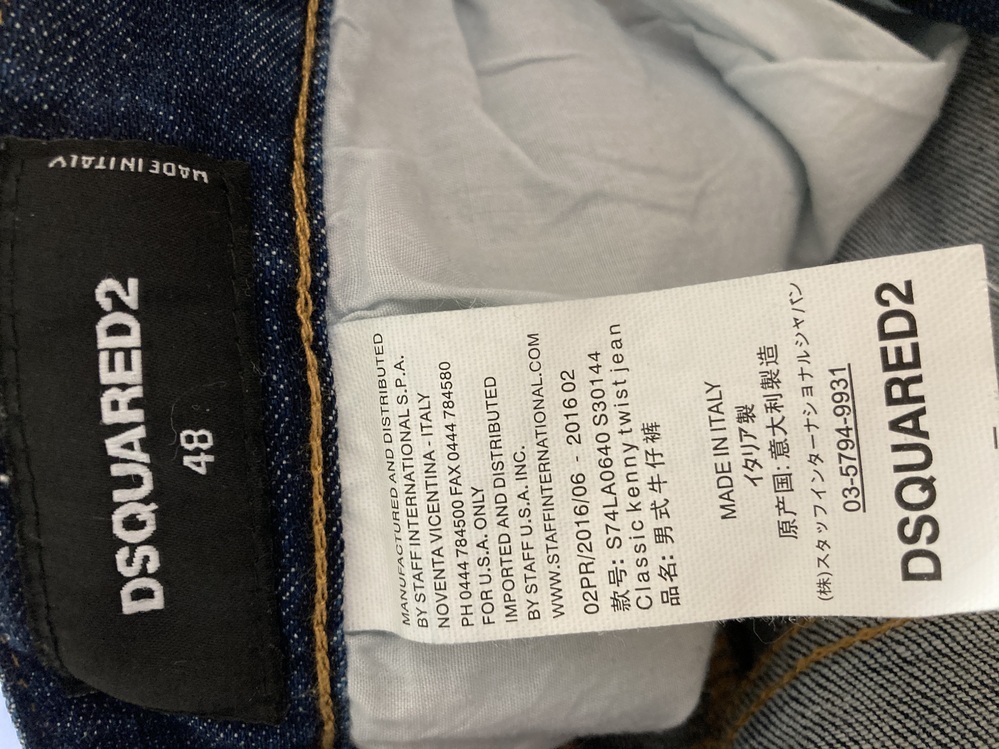 MADE IN ITALY
DSQUARED2
48
MANUFACTURED AND DISTRIBUTED
BY STAFF INTERNATIONAL S.P.A.
NOVENTA VICENTINA - ITALY
PH 0444 784500 FAX 0444 784580
FOR U.S.A. ONLY
IMPORTED AND DISTRIBUTED
BY STAFF U.S.A. INC.
WWW.STAFFINTERNATIONAL.COM
02PR/2016/06 - 201602
款号: S74LA0640 S30144
Classic kenny twist jean
品名: 男式牛仔裤
MADE IN ITALY
イタリア製
原产国: 意大利製造
(株)スタッフインターナショナルジャパン
03-5794-9931
DSQUARED2